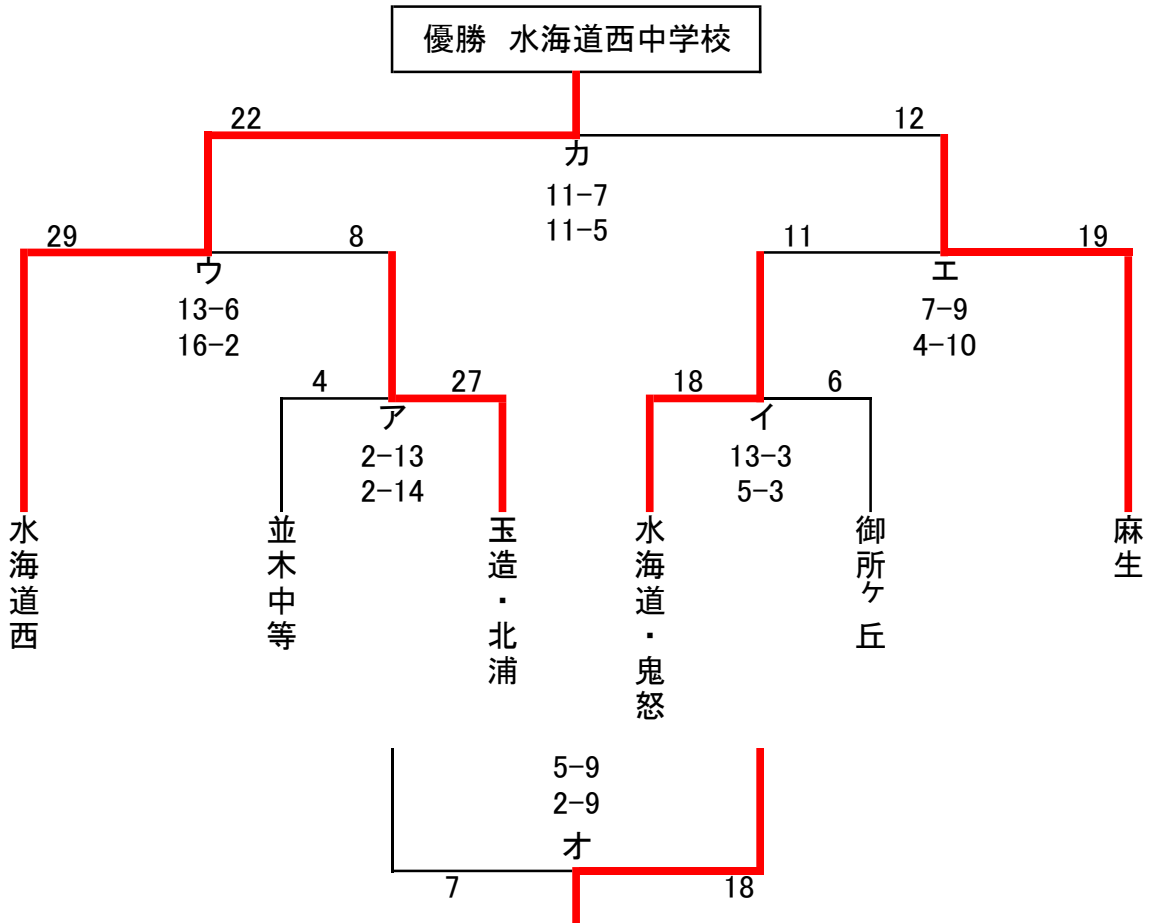 優勝 水海道西中学校
22
12
カ
11-7
11-5
29
8
11
19
ウ
エ
13-6
16-2
7-9
4-10
4
27
18
6
ア
イ
2-13
2-14
13-3
5-3
水海道西
並木中等
玉造・北浦
水海道・鬼怒
御所ヶ丘
麻生
5-9
2-9
オ
7
18